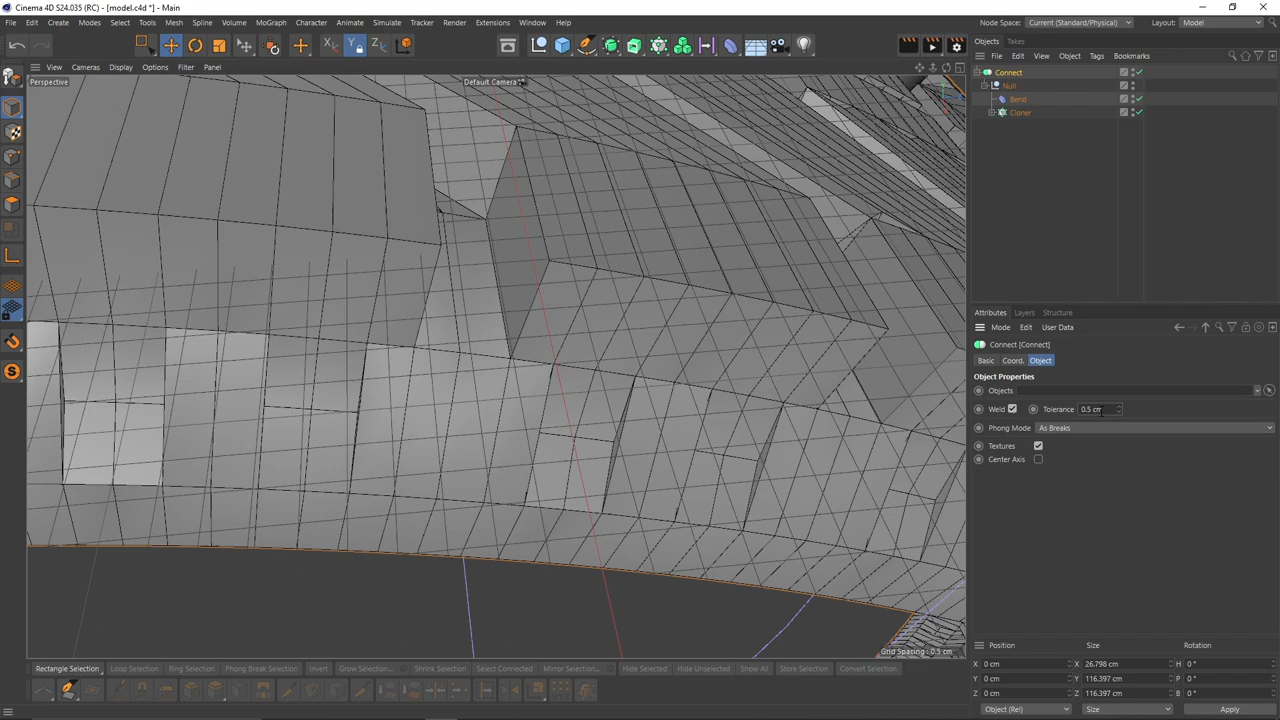 Cinema 4D S24.035 (RC) - [model.c4d *] - Main
File Edit Create Modes Select Tools Mesh Spline Volume MoGraph Character Animate Simulate Tracker Render Extensions Window Help
Node Space: Current (Standard/Physical) Layout: Model
X Y Z
Objects Takes
File Edit View Object Tags Bookmarks
View Cameras Display Options Filter Panel
Perspective
Default Camera
Connect
Null
Bend
Cloner
Attributes Layers Structure
Mode Edit User Data
Connect [Connect]
Basic Coord. Object
Object Properties
Objects
Weld Tolerance 0.5 cm
Phong Mode As Breaks
Textures
Center Axis
Grid Spacing : 0.5 cm
Position Size Rotation
X 0 cm X 26.798 cm H 0 °
Y 0 cm Y 116.397 cm P 0 °
Z 0 cm Z 116.397 cm B 0 °
Object (Rel) Size Apply
Rectangle Selection Loop Selection Ring Selection Phong Break Selection Invert Grow Selection... Shrink Selection Select Connected Mirror Selection... Hide Selected Hide Unselected Show All Store Selection Convert Selection